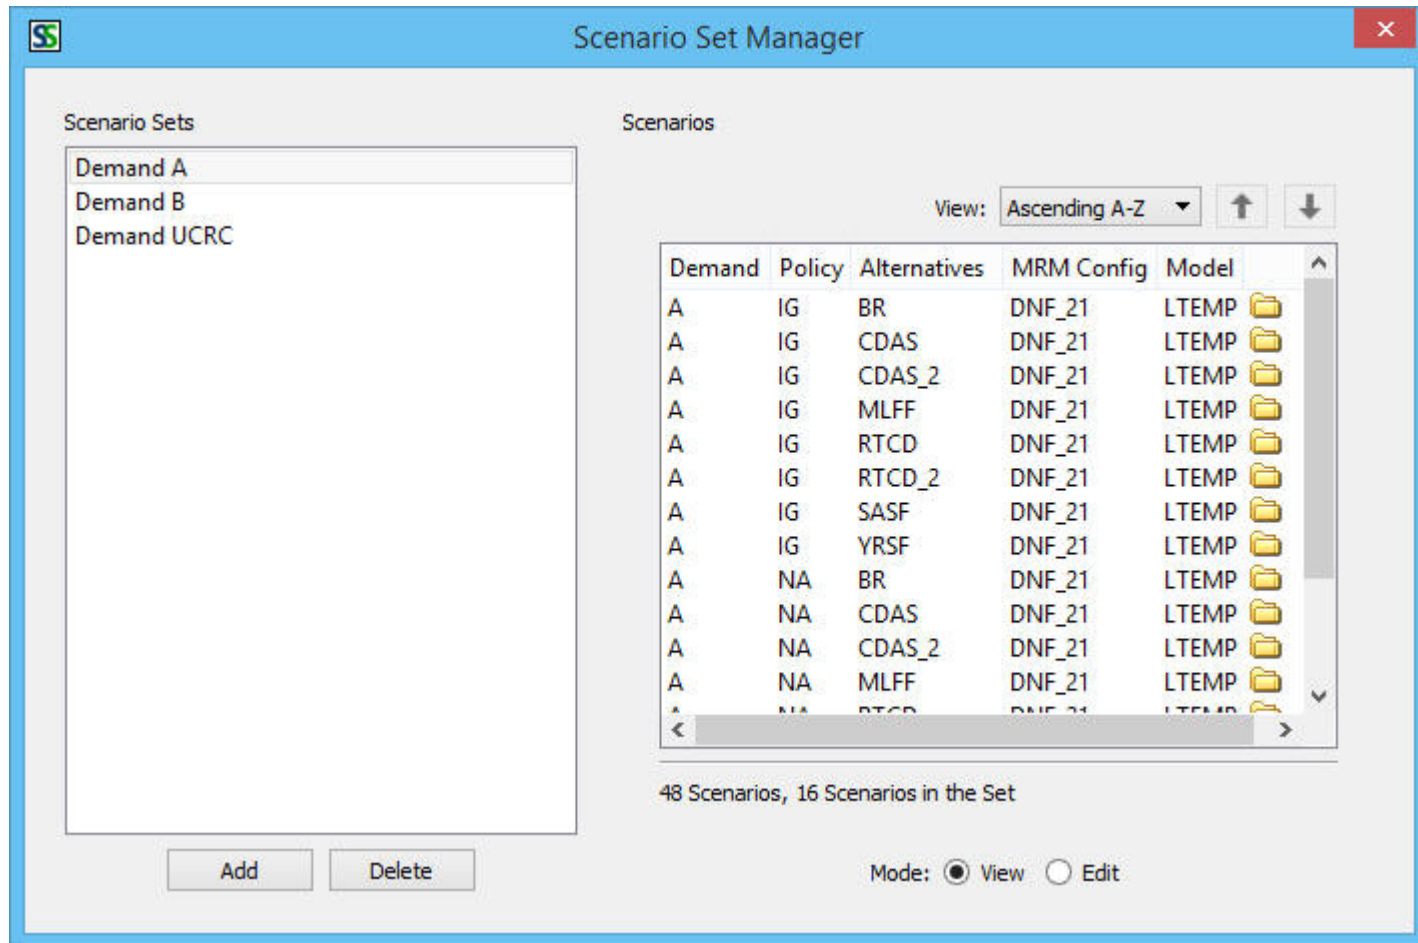 SS
Scenario Set Manager
Scenario Sets
Demand A
Demand B
Demand UCRC
Add Delete
Scenarios
View: Ascending A-Z
Demand Policy Alternatives MRM Config Model
A IG BR DNF_21 LTEMP
A IG CDAS DNF_21 LTEMP
A IG CDAS_2 DNF_21 LTEMP
A IG MLFF DNF_21 LTEMP
A IG RTCD DNF_21 LTEMP
A IG RTCD_2 DNF_21 LTEMP
A IG SASF DNF_21 LTEMP
A IG YRSF DNF_21 LTEMP
A NA BR DNF_21 LTEMP
A NA CDAS DNF_21 LTEMP
A NA CDAS_2 DNF_21 LTEMP
A NA MLFF DNF_21 LTEMP
48 Scenarios, 16 Scenarios in the Set
Mode: View Edit